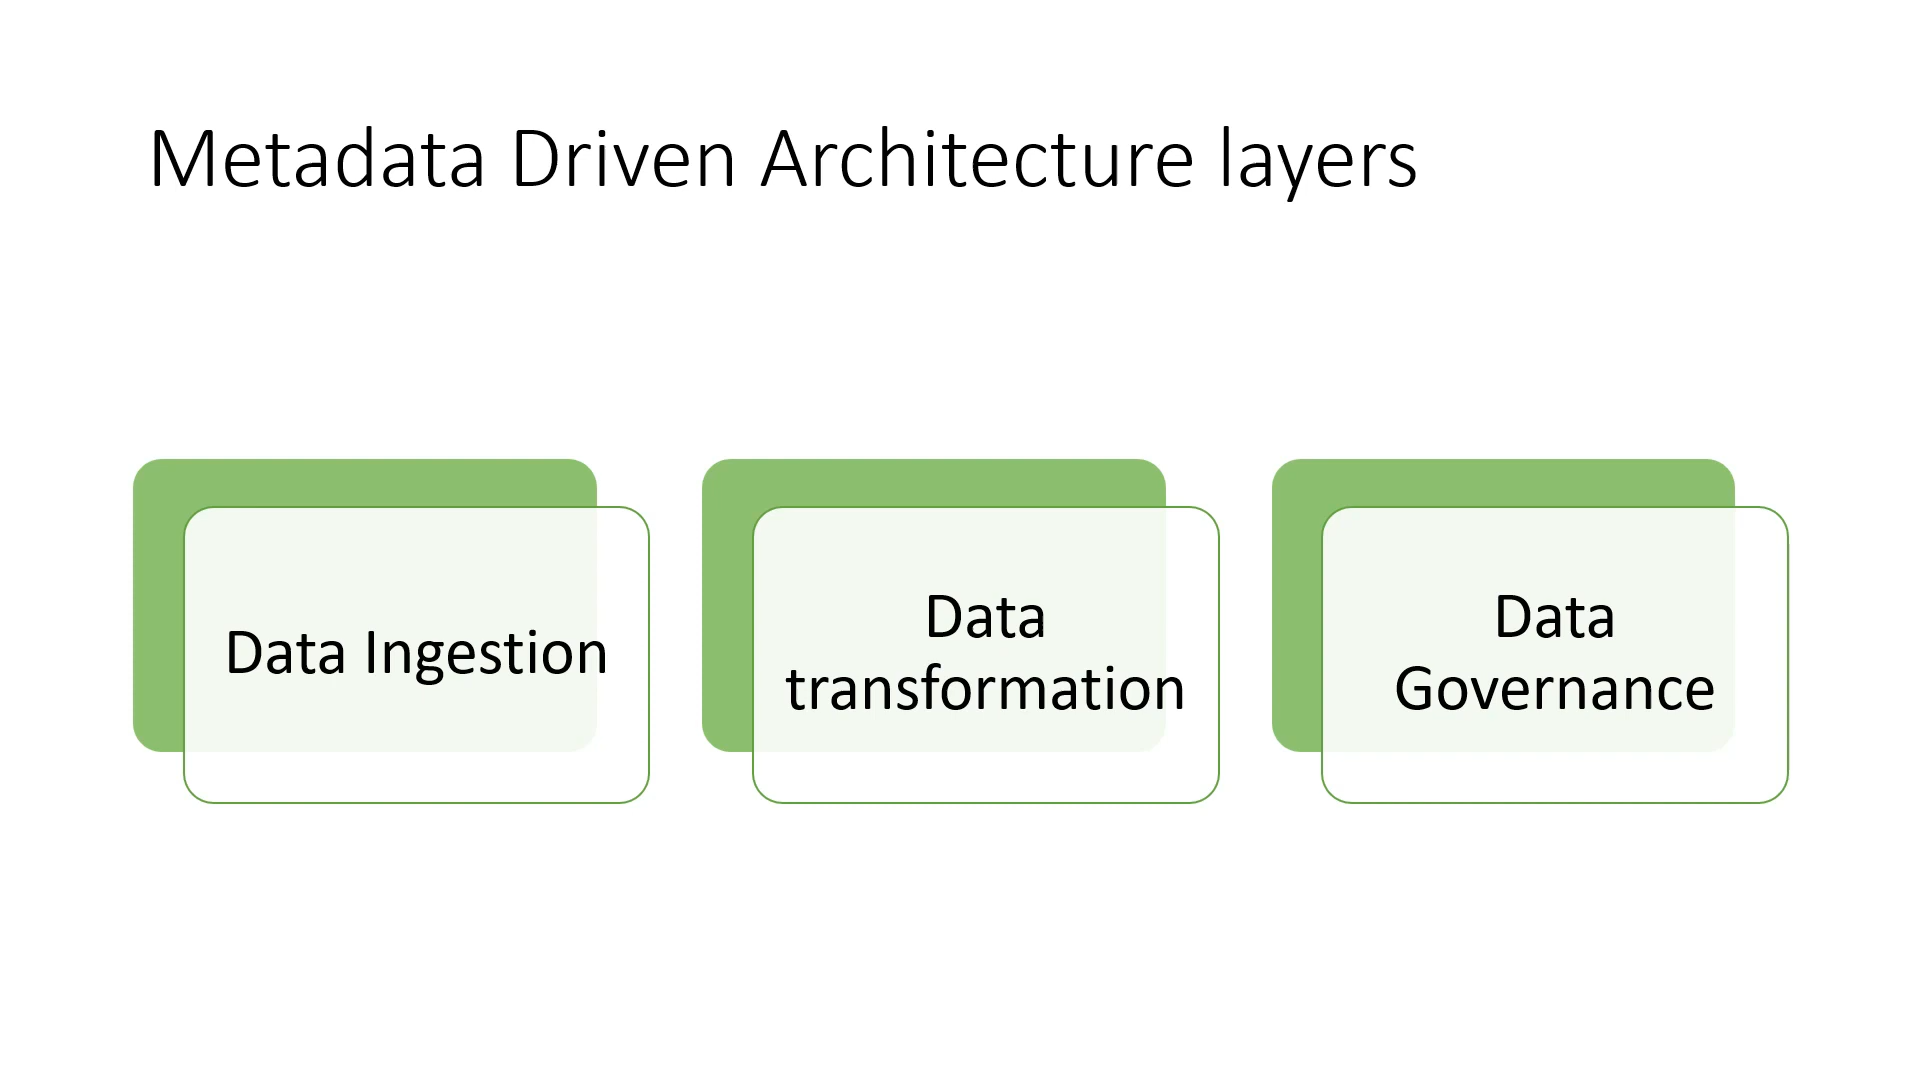 Metadata Driven Architecture layers
Data Ingestion
Data
transformation
Data
Governance